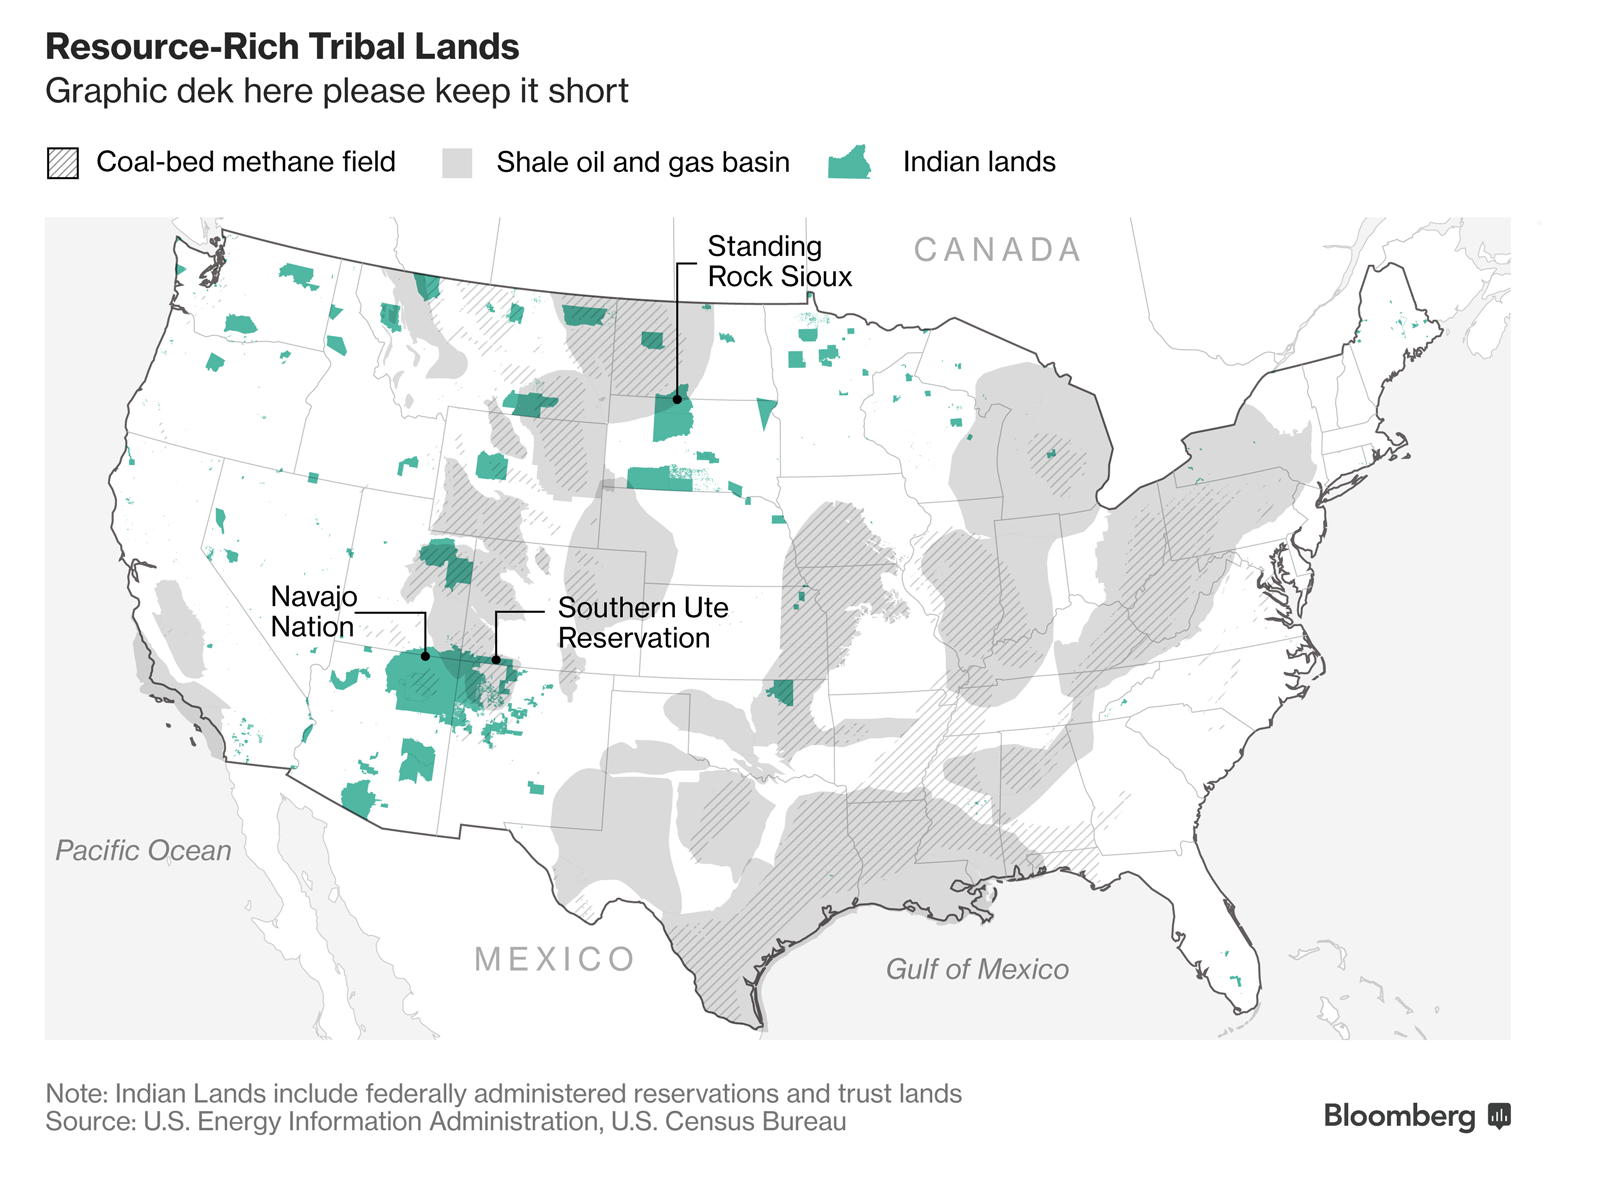 Resource-Rich Tribal Lands
Graphic dek here please keep it short
Coal-bed methane field
Shale oil and gas basin
Indian lands
Standing
Rock Sioux
CANADA
Navajo
Nation
Southern Ute
Reservation
Pacific Ocean
MEXICO
Gulf of Mexico
Note: Indian Lands include federally administered reservations and trust lands
Source: U.S. Energy Information Administration, U.S. Census Bureau
Bloomberg